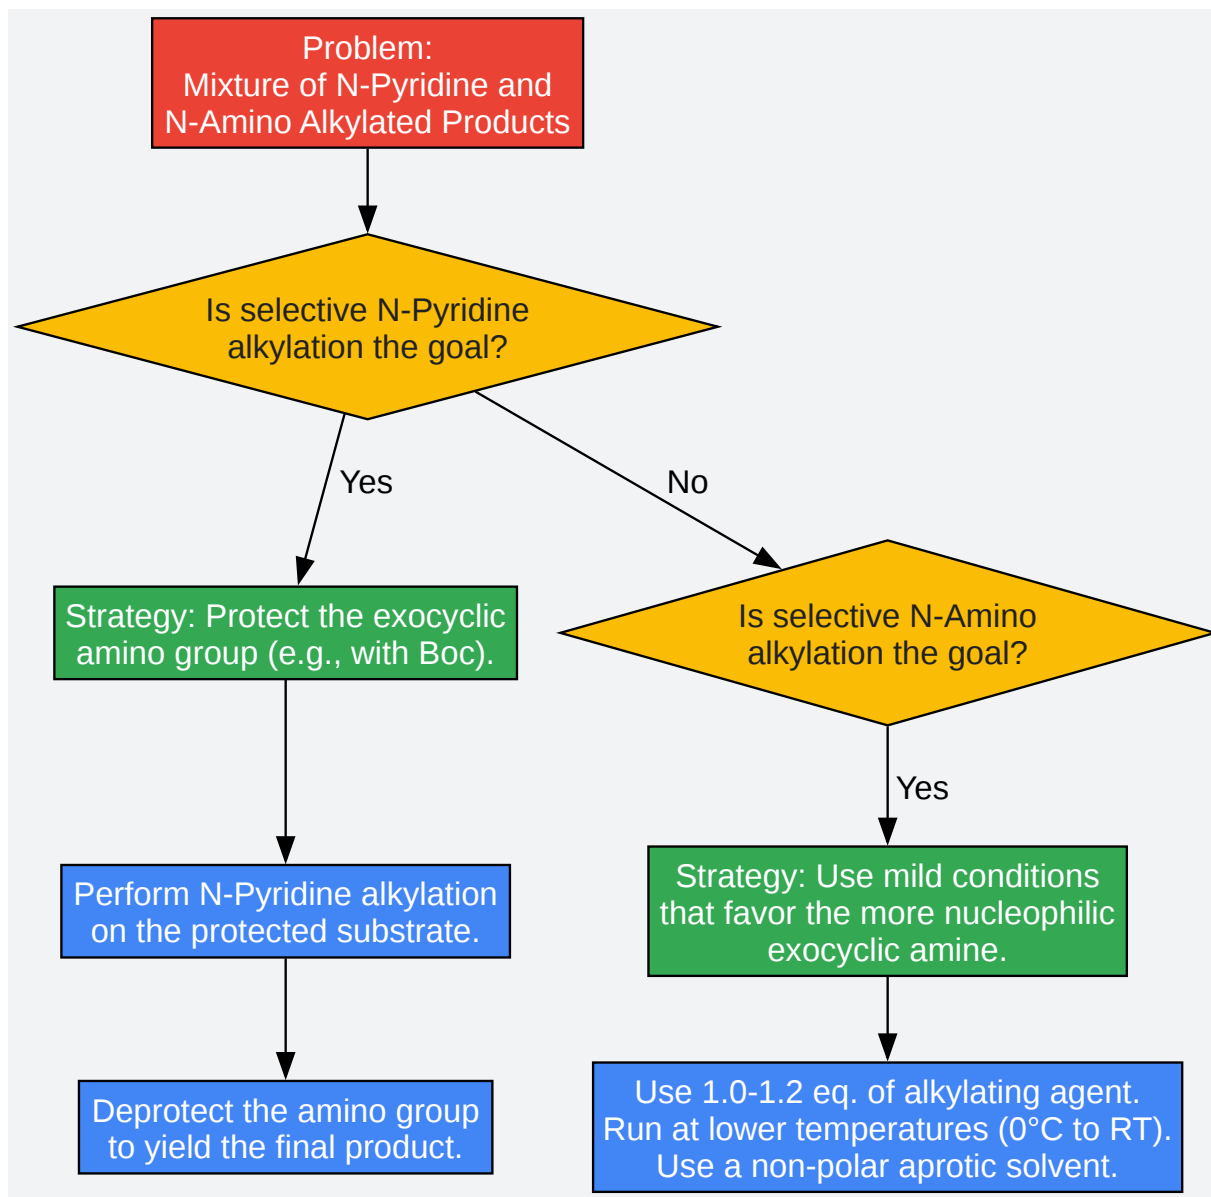 Problem:
Mixture of N-Pyridine and
N-Amino Alkylated Products
Is selective N-Pyridine
alkylation the goal?
Yes
No
Strategy: Protect the exocyclic
amino group (e.g., with Boc).
Is selective N-Amino
alkylation the goal?
Yes
Perform N-Pyridine alkylation
on the protected substrate.
Strategy: Use mild conditions
that favor the more nucleophilic
exocyclic amine.
Deprotect the amino group
to yield the final product.
Use 1.0-1.2 eq. of alkylating agent.
Run at lower temperatures (0°C to RT).
Use a non-polar aprotic solvent.